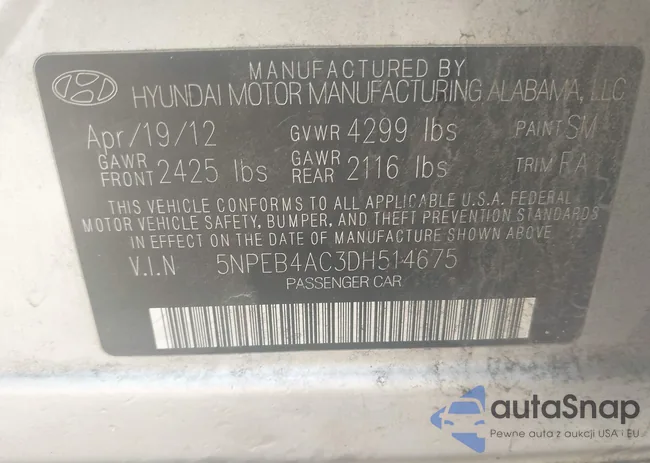 MANUFACTURED BY
HYUNDAI MOTOR MANUFACTURING ALABAMA, LLC
Apr/19/12 GVWR 4299 lbs PAINT SM
GAWR FRONT 2425 lbs GAWR REAR 2116 lbs TRIM RA
THIS VEHICLE CONFORMS TO ALL APPLICABLE U.S.A. FEDERAL
MOTOR VEHICLE SAFETY, BUMPER, AND THEFT PREVENTION STANDARDS
IN EFFECT ON THE DATE OF MANUFACTURE SHOWN ABOVE.
V.I.N 5NPEB4AC3DH514675
PASSENGER CAR
autaSnap
Pewne auta z aukcji USA i EU